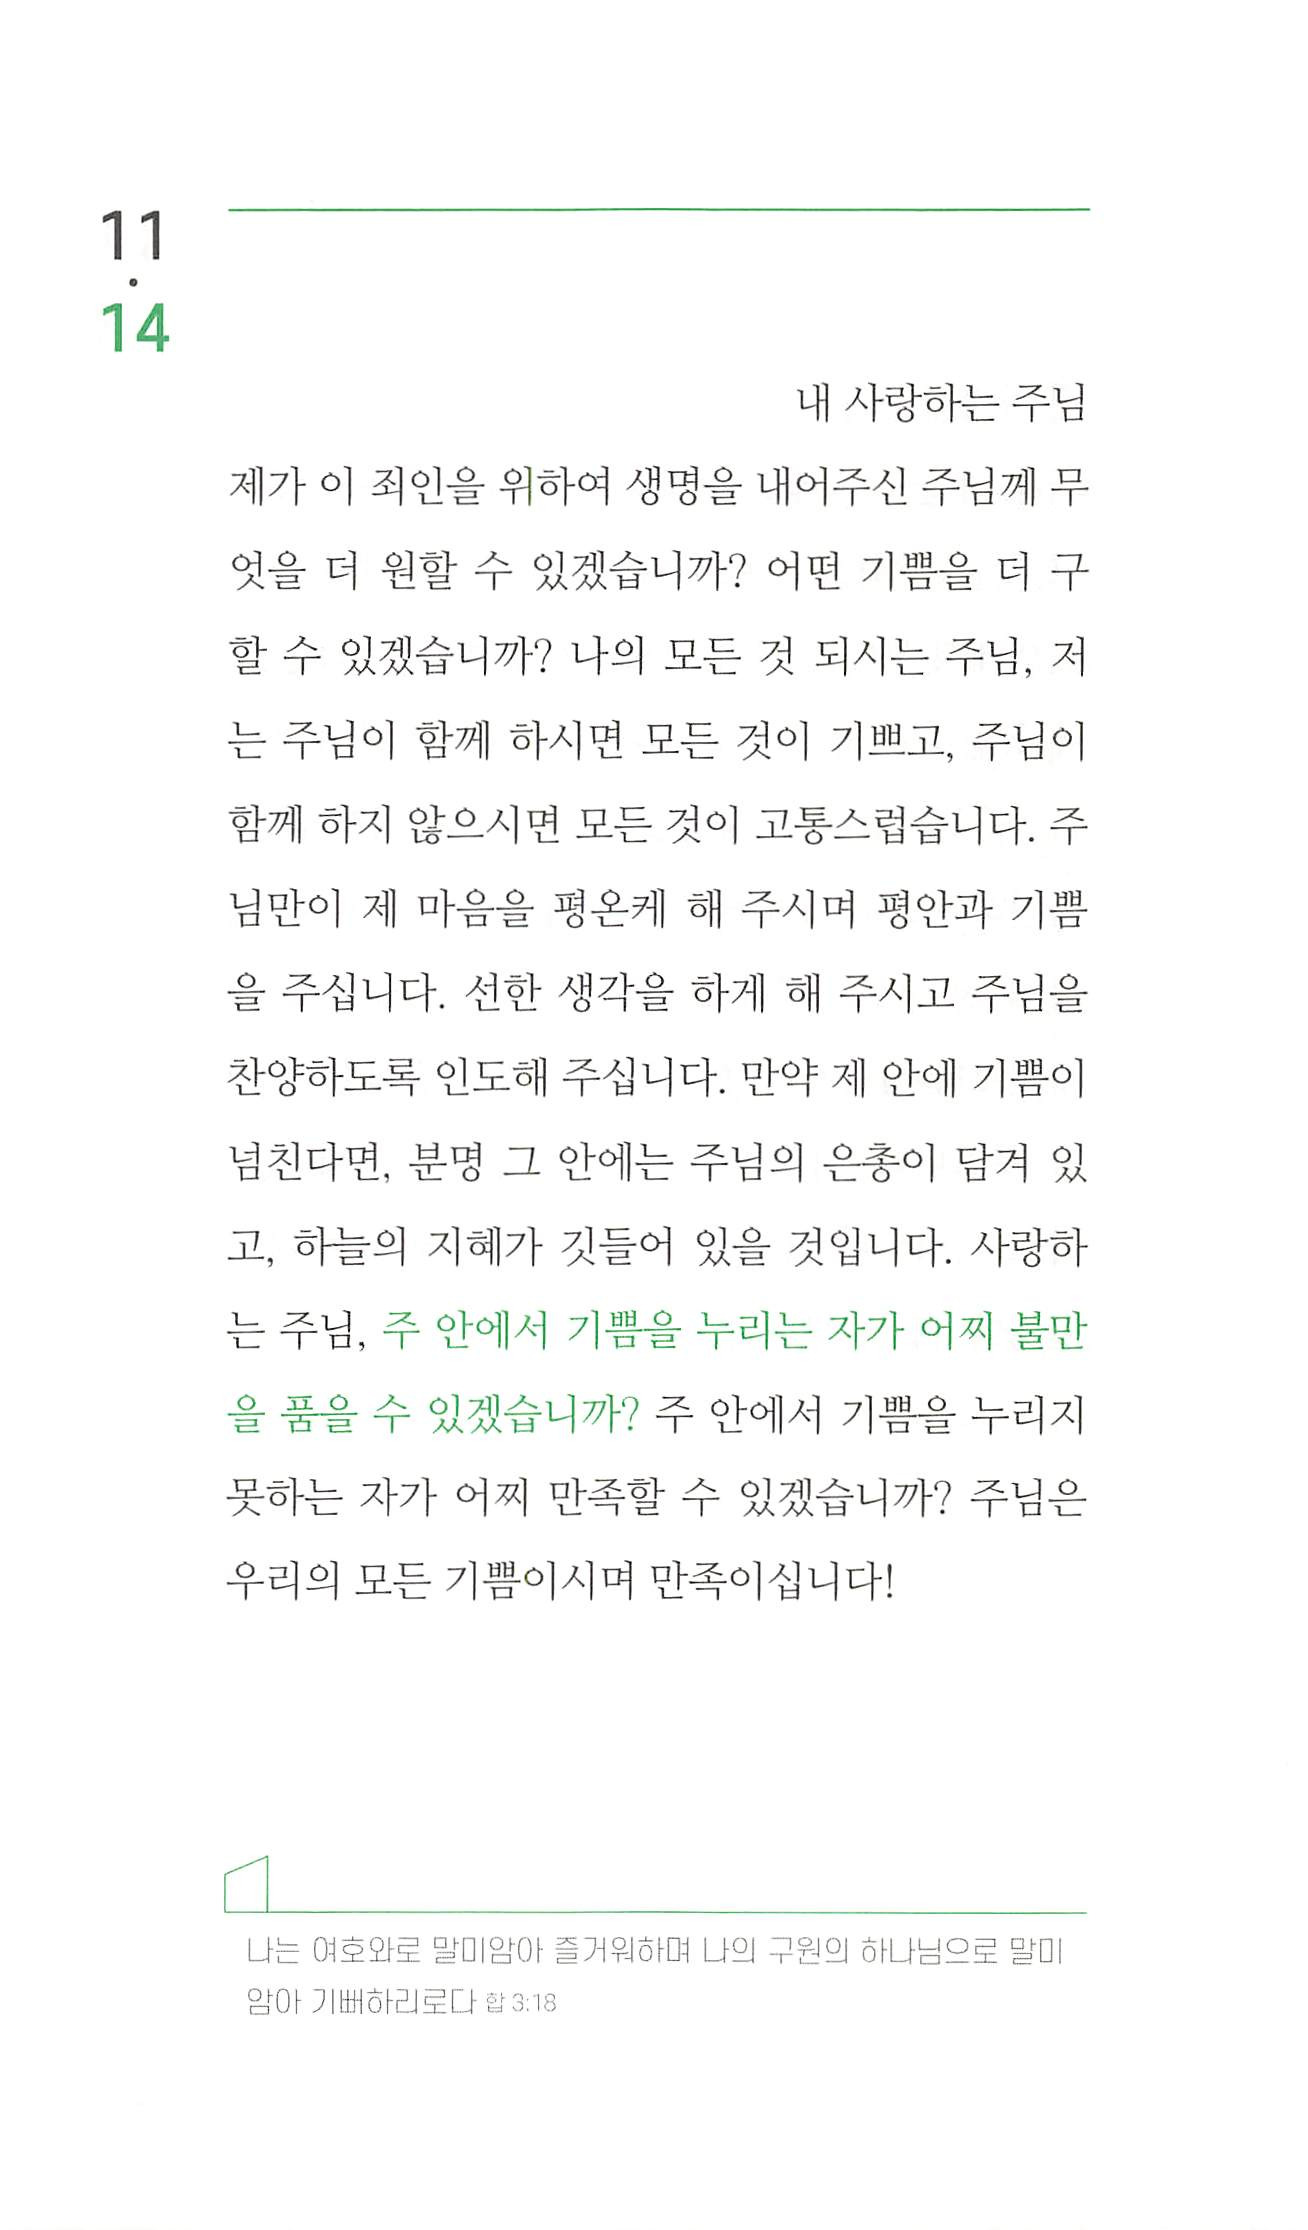 11
.
14
내 사랑하는 주님
제가 이 죄인을 위하여 생명을 내어주신 주님께 무
엇을 더 원할 수 있겠습니까? 어떤 기쁨을 더 구
할 수 있겠습니까? 나의 모든 것 되시는 주님, 저
는 주님이 함께 하시면 모든 것이 기쁘고, 주님이
함께 하지 않으시면 모든 것이 고통스럽습니다. 주
님만이 제 마음을 평온케 해 주시며 평안과 기쁨
을 주십니다. 선한 생각을 하게 해 주시고 주님을
찬양하도록 인도해 주십니다. 만약 제 안에 기쁨이
넘친다면, 분명 그 안에는 주님의 은총이 담겨 있
고, 하늘의 지혜가 깃들어 있을 것입니다. 사랑하
는 주님, 주 안에서 기쁨을 누리는 자가 어찌 불만
을 품을 수 있겠습니까? 주 안에서 기쁨을 누리지
못하는 자가 어찌 만족할 수 있겠습니까? 주님은
우리의 모든 기쁨이시며 만족이십니다!
나는 여호와로 말미암아 즐거워하며 나의 구원의 하나님으로 말미
암아 기뻐하리로다 합 3:18